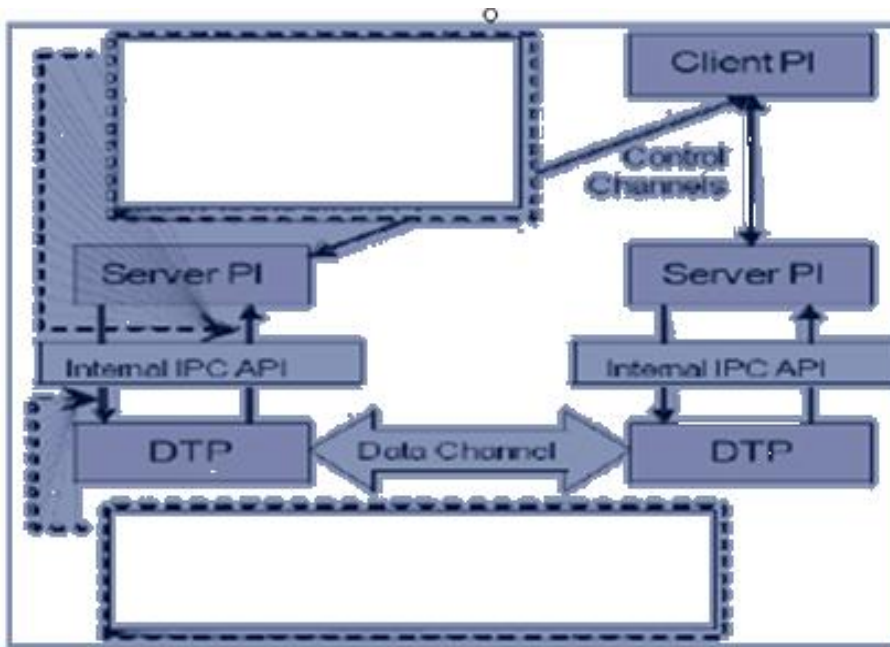 Client PI
Control
Channels
Server PI
Server PI
Internal IPC API
Internal IPC API
DTP
Data Channel
DTP